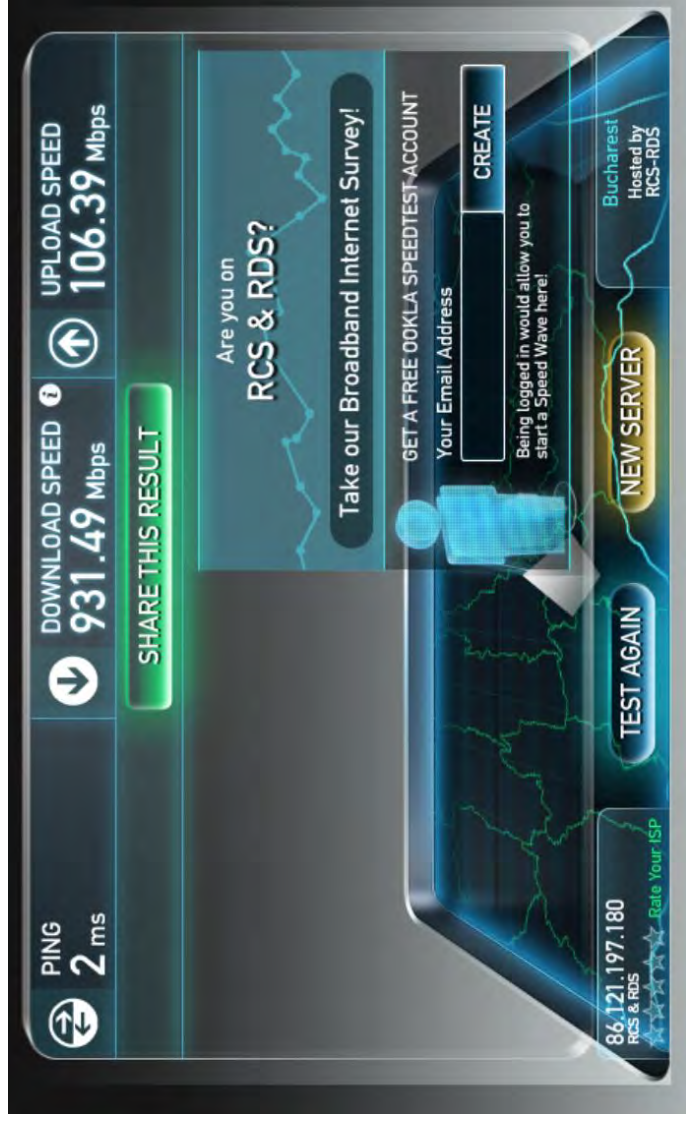 PING
2 ms
DOWNLOAD SPEED i
931.49 Mbps
UPLOAD SPEED
106.39 Mbps
SHARE THIS RESULT
Are you on
RCS & RDS?
Take our Broadband Internet Survey!
GET A FREE OOKLA SPEEDTEST ACCOUNT
Your Email Address
CREATE
Being logged in would allow you to
start a Speed Wave here!
86.121.197.180
RCS & RDS
Rate Your ISP
TEST AGAIN
NEW SERVER
Bucharest
Hosted by
RCS-RDS